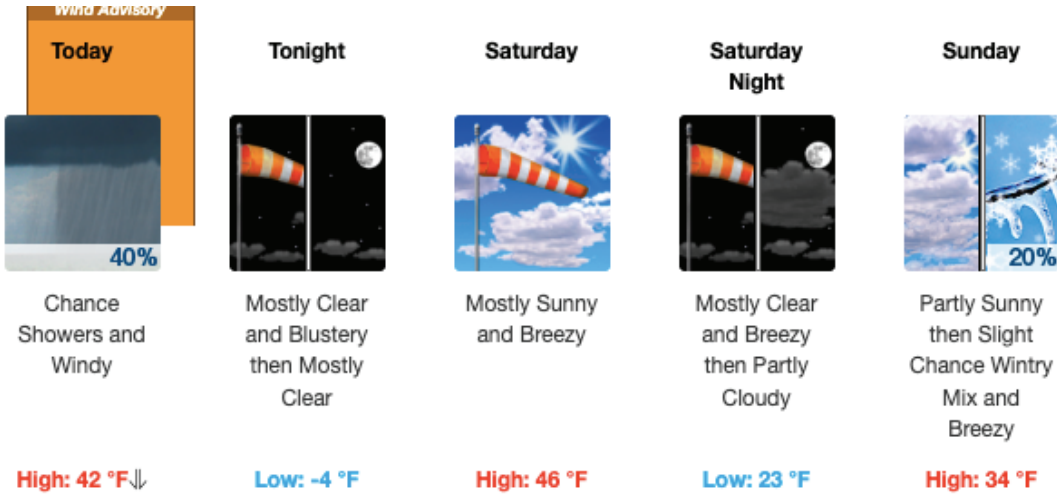 Wind Advisory
Today
Tonight
Saturday
Saturday
Night
Sunday
40%
20%
Chance
Showers and
Windy
Mostly Clear
and Blustery
then Mostly
Clear
Mostly Sunny
and Breezy
Mostly Clear
and Breezy
then Partly
Cloudy
Partly Sunny
then Slight
Chance Wintry
Mix and
Breezy
High: 42 °F⇓
Low: -4 °F
High: 46 °F
Low: 23 °F
High: 34 °F